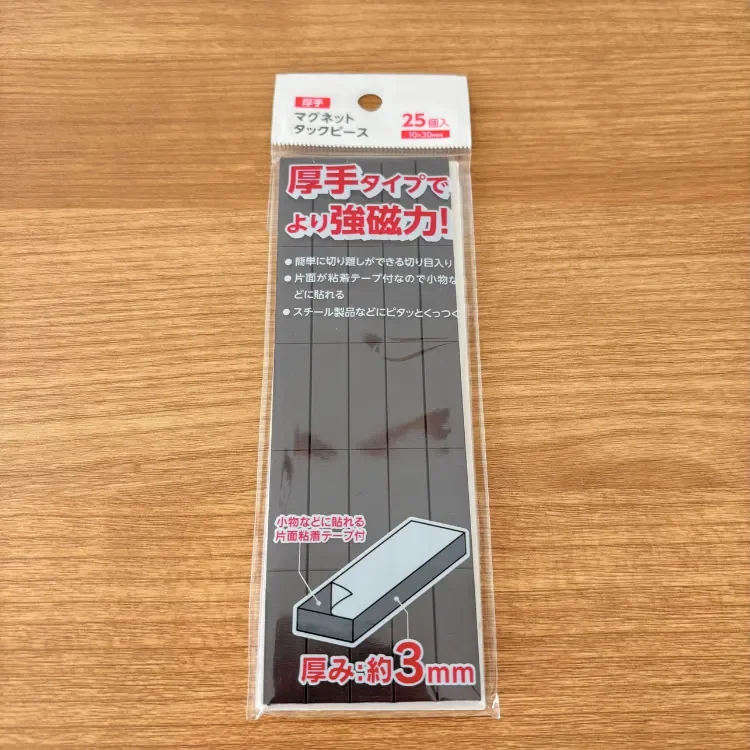 厚手
マグネット
タックピース
25個入
10×30mm
厚手タイプで
より強磁力!
● 簡単に切り離しができる切り目入り
● 片面が粘着テープ付なので小物な
どに貼れる
● スチール製品などにピタッとくっつく
小物などに貼れる
片面粘着テープ付
厚み:約3mm